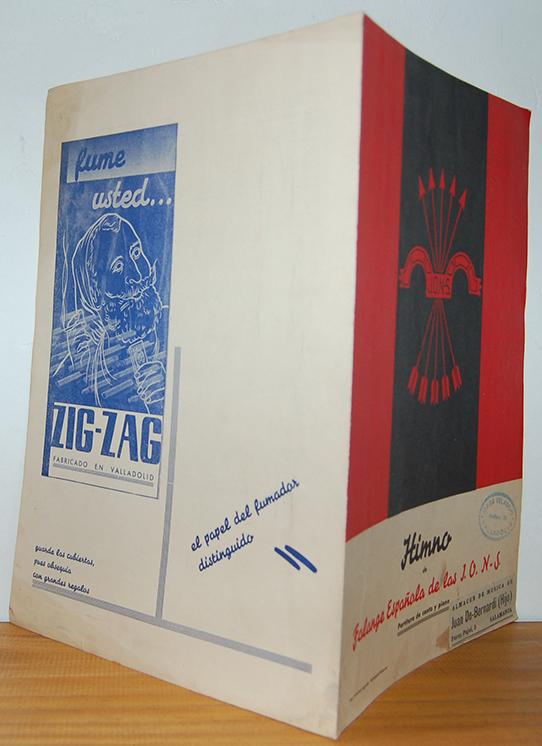 fume
usted...
ZIG-ZAG
FABRICADO EN VALLADOLID
guarde las cubiertas,
pues obsequia
con grandes regalos
el papel del fumador
distinguido
J.O.N-S
Himno
de
Falange Española de las J. O. N.-S
Partitura de canto y piano
ALMACEN DE MUSICA DE
Juan Do-Bernardi (Hijo)
SALAMANCA